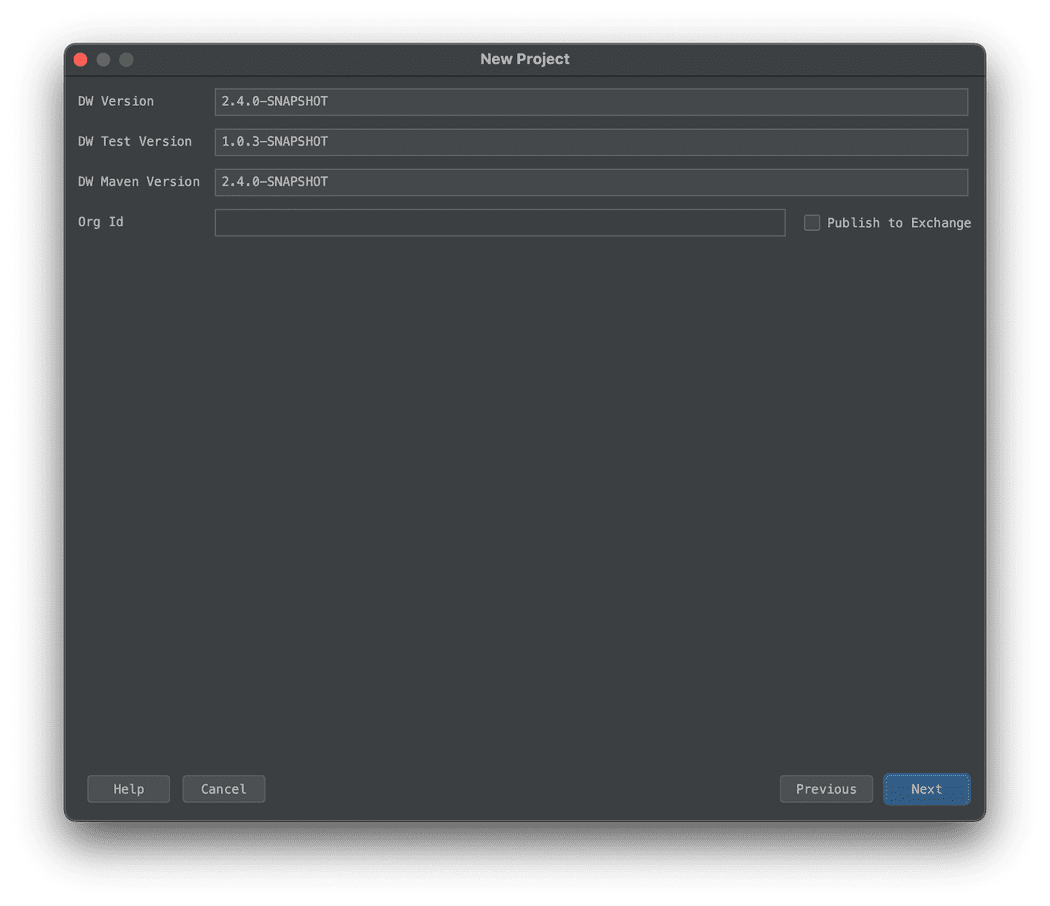 New Project
DW Version 2.4.0-SNAPSHOT
DW Test Version 1.0.3-SNAPSHOT
DW Maven Version 2.4.0-SNAPSHOT
Org Id Publish to Exchange
Help Cancel Previous Next